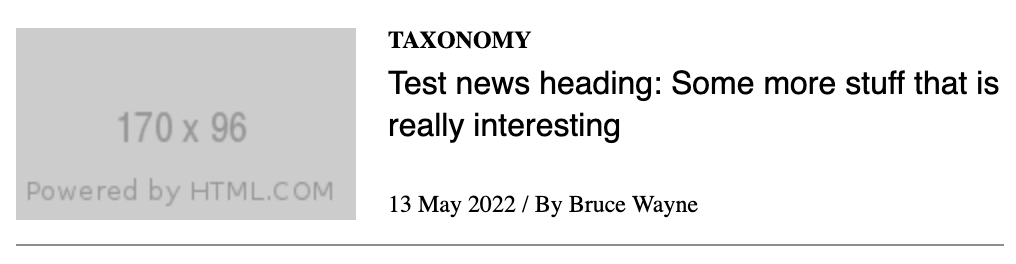 170 x 96
Powered by HTML.COM
TAXONOMY
Test news heading: Some more stuff that is
really interesting
13 May 2022 / By Bruce Wayne